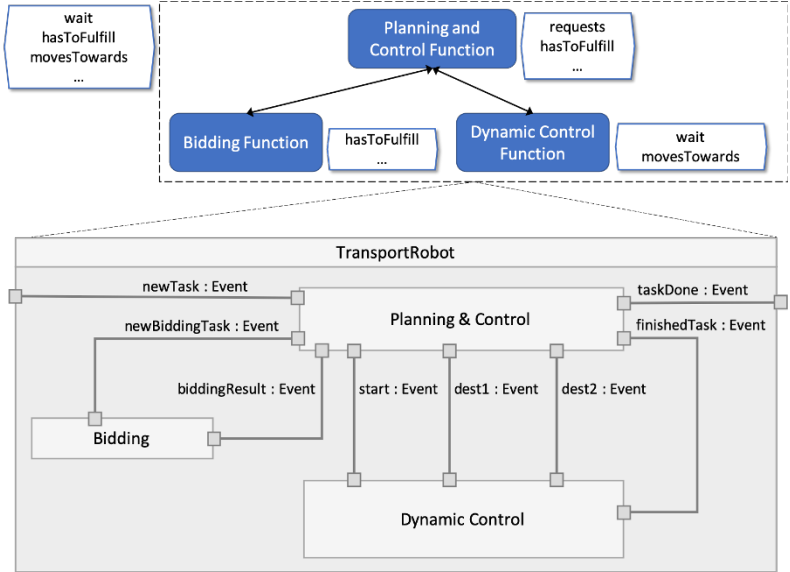 wait
hasToFulfill
movesTowards
...
Planning and
Control Function
requests
hasToFulfill
...
Bidding Function
hasToFulfill
...
Dynamic Control
Function
wait
movesTowards
TransportRobot
newTask : Event
taskDone : Event
Planning & Control
newBiddingTask : Event
finishedTask : Event
biddingResult : Event
start : Event
dest1 : Event
dest2 : Event
Bidding
Dynamic Control